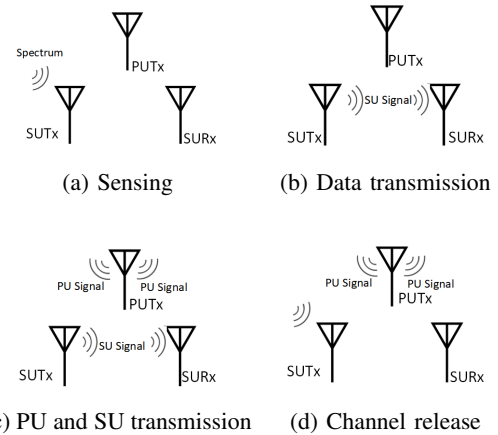 Spectrum
PUTx
SUTx
SURx
(a) Sensing
PUTx
SU Signal
SUTx
SURx
(b) Data transmission
PU Signal
PU Signal
PUTx
SU Signal
SUTx
SURx
) PU and SU transmission
PU Signal
PU Signal
PUTx
SUTx
SURx
(d) Channel release